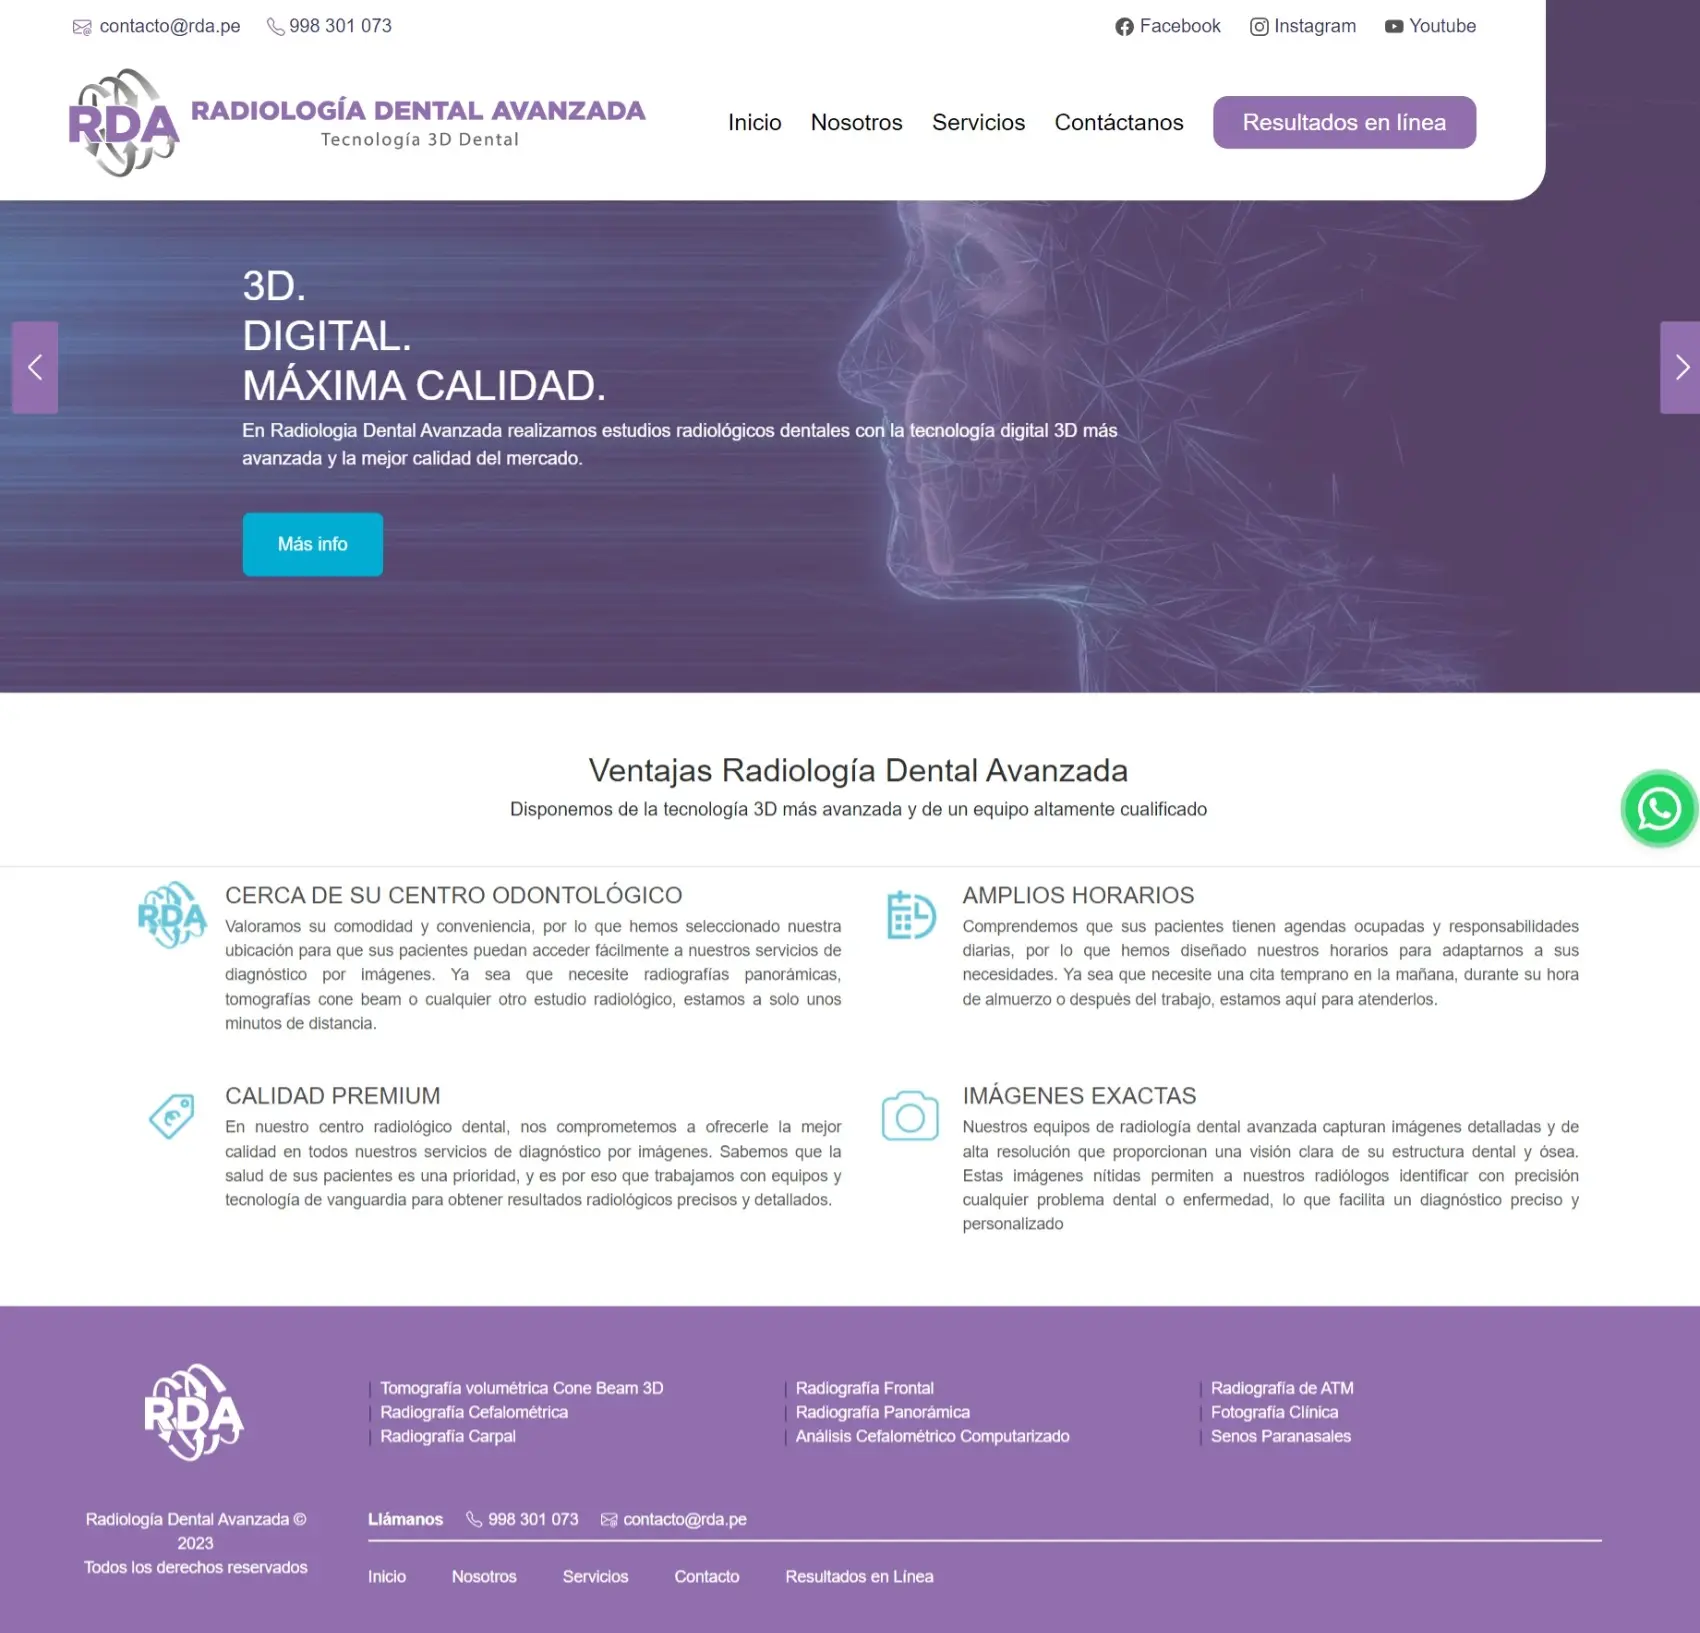 contacto@rda.pe 998 301 073 Facebook Instagram Youtube
RDA RADIOLOGÍA DENTAL AVANZADA
Tecnología 3D Dental
Inicio Nosotros Servicios Contáctanos Resultados en línea
3D.
DIGITAL.
MÁXIMA CALIDAD.
En Radiologia Dental Avanzada realizamos estudios radiológicos dentales con la tecnología digital 3D más
avanzada y la mejor calidad del mercado.
Más info
Ventajas Radiología Dental Avanzada
Disponemos de la tecnología 3D más avanzada y de un equipo altamente cualificado
RDA
CERCA DE SU CENTRO ODONTOLÓGICO
Valoramos su comodidad y conveniencia, por lo que hemos seleccionado nuestra
ubicación para que sus pacientes puedan acceder fácilmente a nuestros servicios de
diagnóstico por imágenes. Ya sea que necesite radiografías panorámicas,
tomografías cone beam o cualquier otro estudio radiológico, estamos a solo unos
minutos de distancia.
AMPLIOS HORARIOS
Comprendemos que sus pacientes tienen agendas ocupadas y responsabilidades
diarias, por lo que hemos diseñado nuestros horarios para adaptarnos a sus
necesidades. Ya sea que necesite una cita temprano en la mañana, durante su hora
de almuerzo o después del trabajo, estamos aquí para atenderlos.
CALIDAD PREMIUM
En nuestro centro radiológico dental, nos comprometemos a ofrecerle la mejor
calidad en todos nuestros servicios de diagnóstico por imágenes. Sabemos que la
salud de sus pacientes es una prioridad, y es por eso que trabajamos con equipos y
tecnología de vanguardia para obtener resultados radiológicos precisos y detallados.
IMÁGENES EXACTAS
Nuestros equipos de radiología dental avanzada capturan imágenes detalladas y de
alta resolución que proporcionan una visión clara de su estructura dental y ósea.
Estas imágenes nítidas permiten a nuestros radiólogos identificar con precisión
cualquier problema dental o enfermedad, lo que facilita un diagnóstico preciso y
personalizado
RDA
Radiología Dental Avanzada ©
2023
Todos los derechos reservados
Tomografía volumétrica Cone Beam 3D
Radiografía Cefalométrica
Radiografía Carpal
Radiografía Frontal
Radiografía Panorámica
Análisis Cefalométrico Computarizado
Radiografía de ATM
Fotografía Clínica
Senos Paranasales
Llámanos 998 301 073 contacto@rda.pe
Inicio Nosotros Servicios Contacto Resultados en Línea